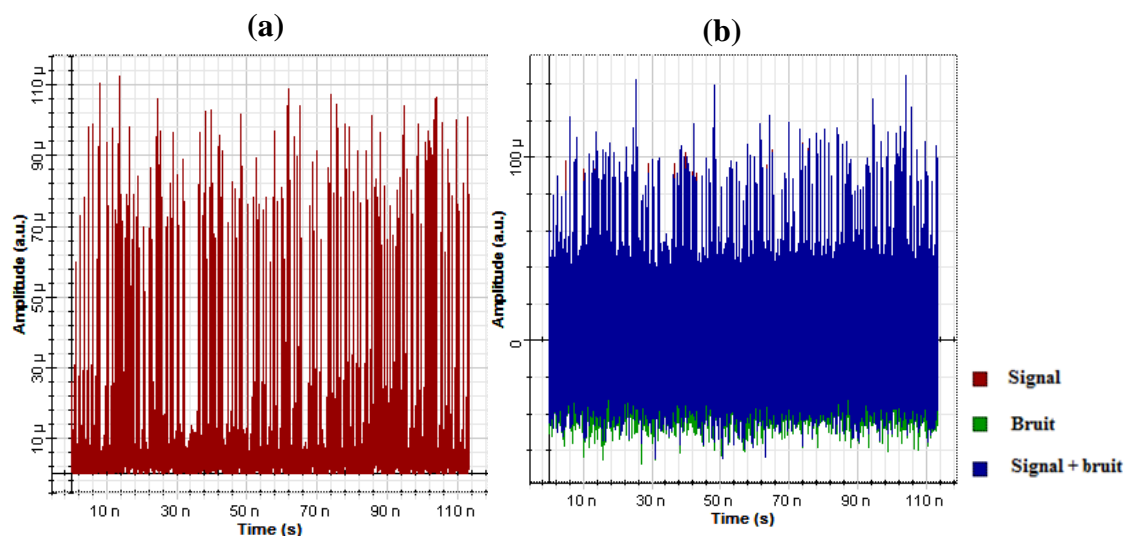 (a)
(b)
Amplitude (a.u.)
110 µ
90 µ
70 µ
50 µ
30 µ
10 µ
10 n 30 n 50 n 70 n 90 n 110 n
Time (s)
Amplitude (a.u.)
100 µ
0
10 n 30 n 50 n 70 n 90 n 110 n
Time (s)
Signal
Bruit
Signal + bruit